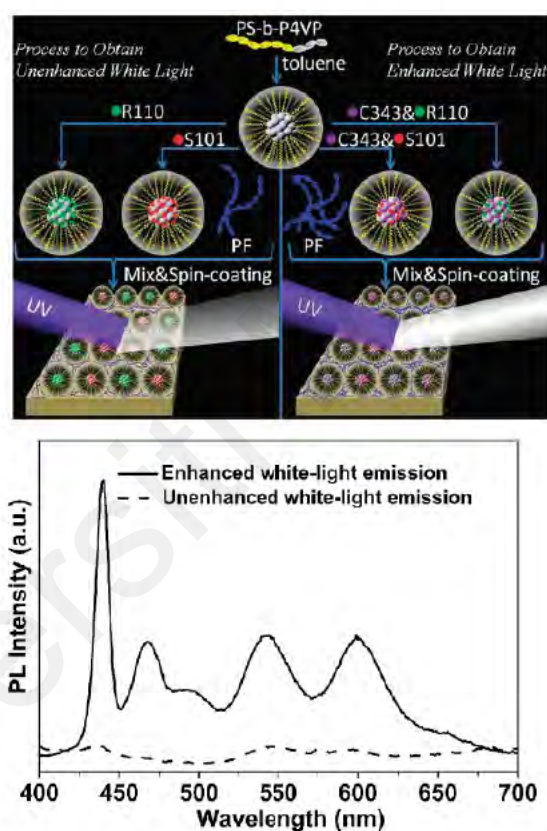 PS-b-P4VP
Process to Obtain
Unenhanced White Light
toluene
Process to Obtain
Enhanced White Light
R110
C343&R110
S101
C343&S101
PF
PF
Mix&Spin-coating
Mix&Spin-coating
UV
UV
Enhanced white-light emission
Unenhanced white-light emission
PL Intensity (a.u.)
400 450 500 550 600 650 700
Wavelength (nm)
ersiti